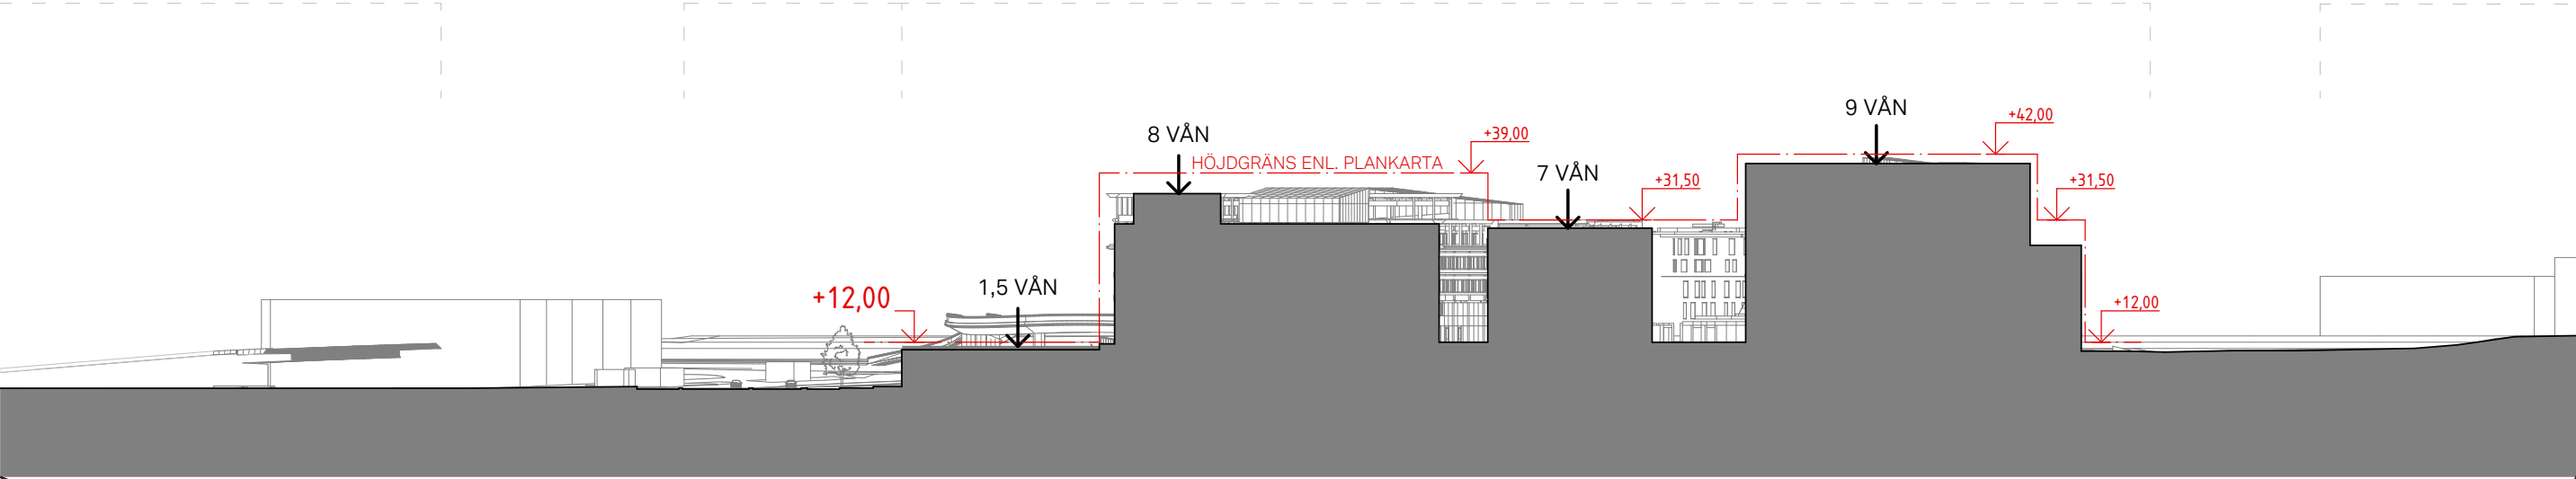 9 VÅN
+42,00
8 VÅN
+39,00
HÖJDGRÄNS ENL. PLANKARTA
7 VÅN
+31,50
+31,50
1,5 VÅN
+12,00
+12,00